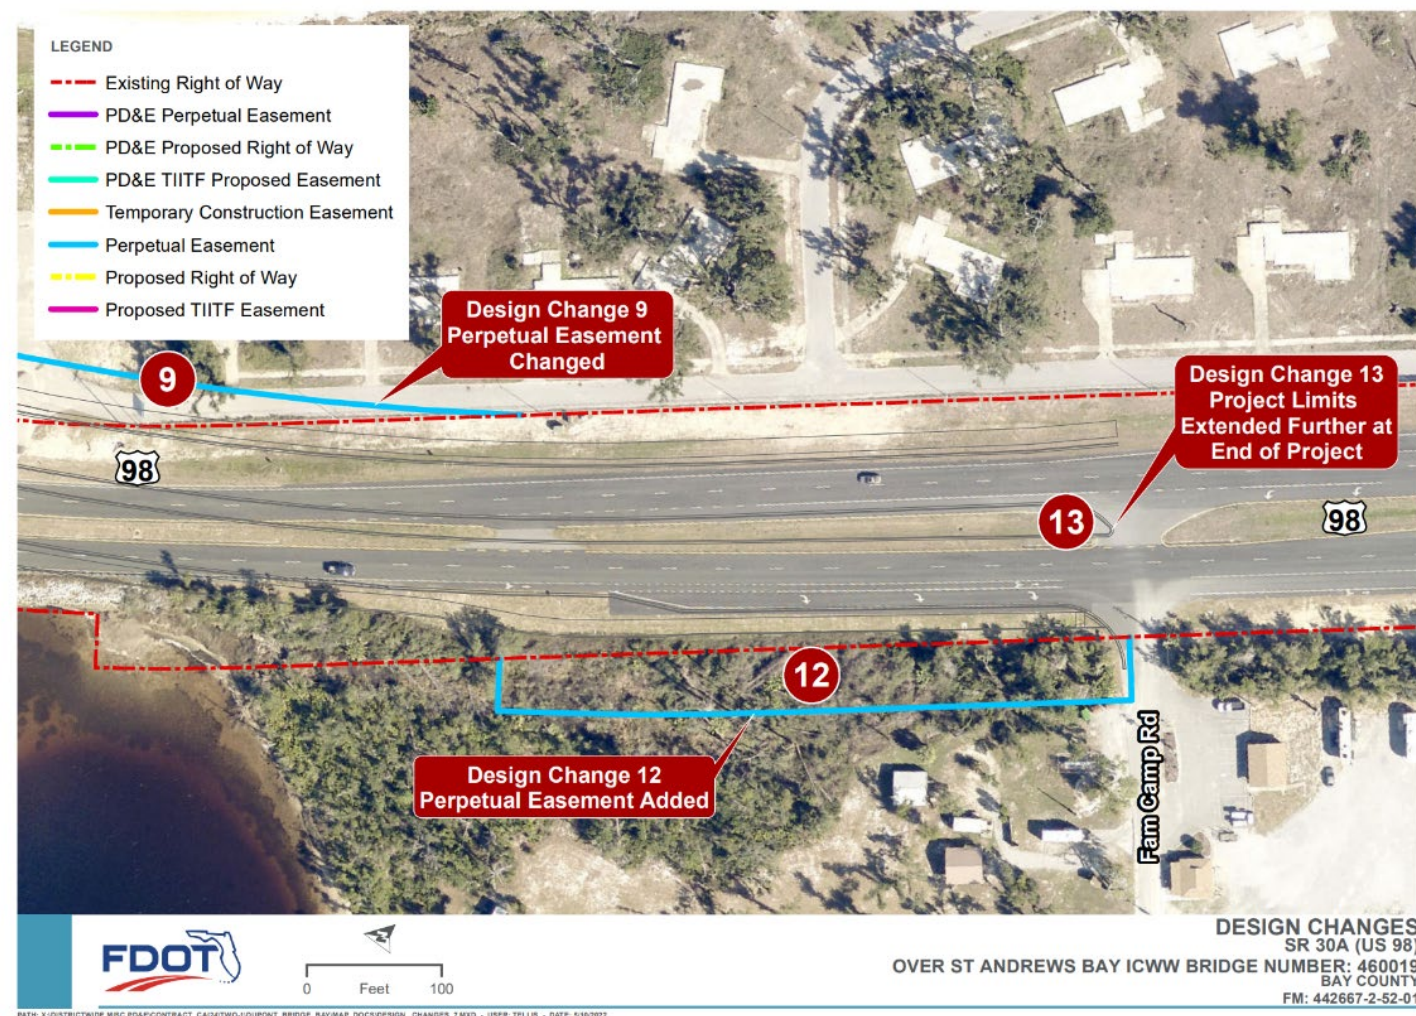 LEGEND
Existing Right of Way
PD&E Perpetual Easement
PD&E Proposed Right of Way
PD&E TIITF Proposed Easement
Temporary Construction Easement
Perpetual Easement
Proposed Right of Way
Proposed TIITF Easement
Design Change 9
Perpetual Easement
Changed
9
Design Change 13
Project Limits
Extended Further at
End of Project
98
13
98
12
Design Change 12
Perpetual Easement Added
Fam Camp Rd
FDOT
0 Feet 100
DESIGN CHANGES
SR 30A (US 98)
OVER ST ANDREWS BAY ICWW BRIDGE NUMBER: 460019
BAY COUNTY
FM: 442667-2-52-01